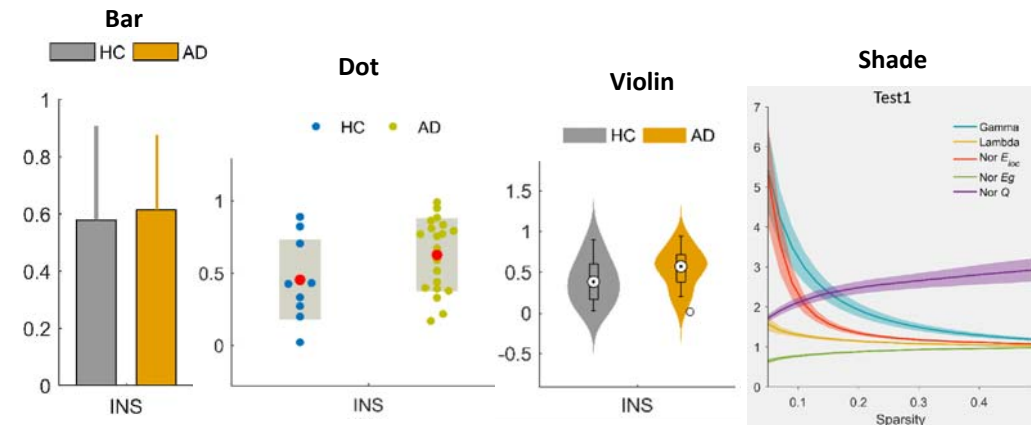 Bar
HC AD
1
0.8
0.6
0.4
0.2
0
INS
Dot
HC AD
1
0.5
0
INS
Violin
HC AD
1.5
1
0.5
0
-0.5
INS
Shade
Test1
7
6
5
4
3
2
1
0
Gamma
Lambda
Nor E_loc
Nor Eg
Nor Q
0.1 0.2 0.3 0.4
Sparsity